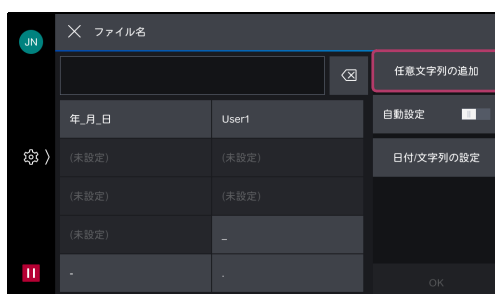 JN
ファイル名
任意文字列の追加
年_月_日
User1
自動設定
(未設定)
(未設定)
日付/文字列の設定
(未設定)
(未設定)
(未設定)
_
-
.
OK